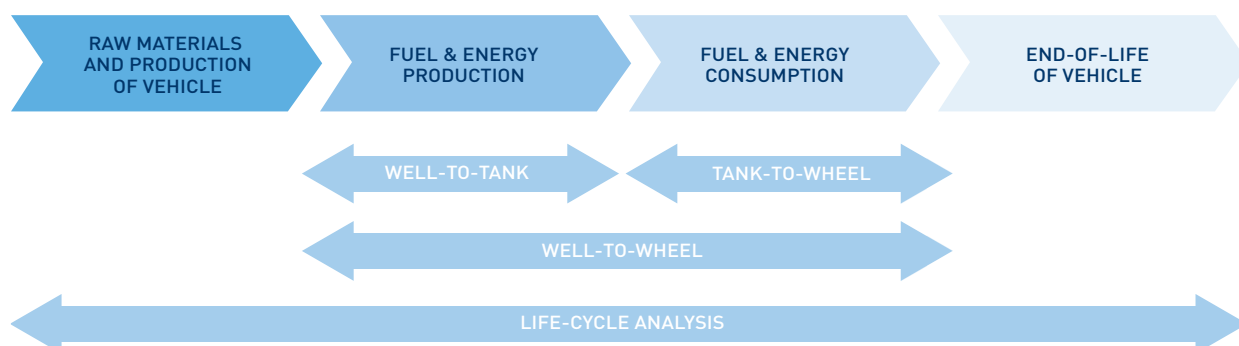 RAW MATERIALS
AND PRODUCTION
OF VEHICLE
FUEL & ENERGY
PRODUCTION
FUEL & ENERGY
CONSUMPTION
END-OF-LIFE
OF VEHICLE
WELL-TO-TANK
TANK-TO-WHEEL
WELL-TO-WHEEL
LIFE-CYCLE ANALYSIS